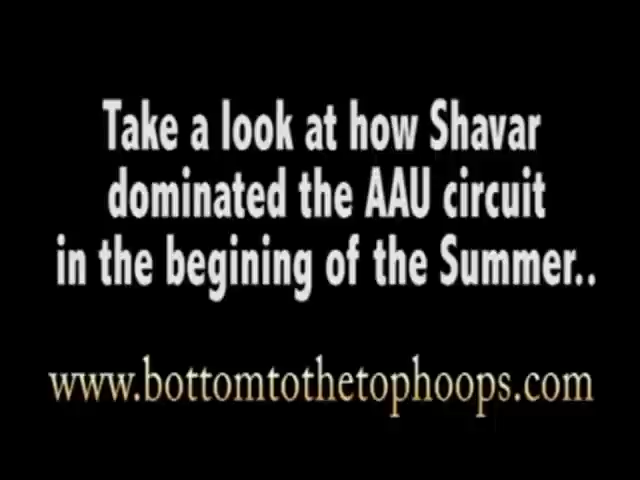 Take a look at how Shavar
dominated the AAU circuit
in the begining of the Summer..
www.bottomtothetophoops.com